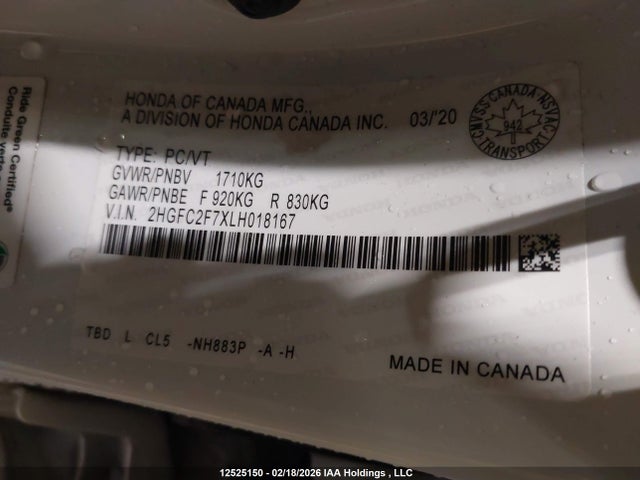 Ride Green Certified®
HONDA OF CANADA MFG.,
A DIVISION OF HONDA CANADA INC. 03/'20
CMVSS CANADA-NSVAC
942
TRANSPORT
TYPE: PC/VT
GVWR/PNBV 1710KG
GAWR/PNBE F 920KG R 830KG
V.I.N. 2HGFC2F7XLH018167
TBD L CL5 -NH883P -A -H
MADE IN CANADA
12525150 - 02/18/2026 IAA Holdings , LLC